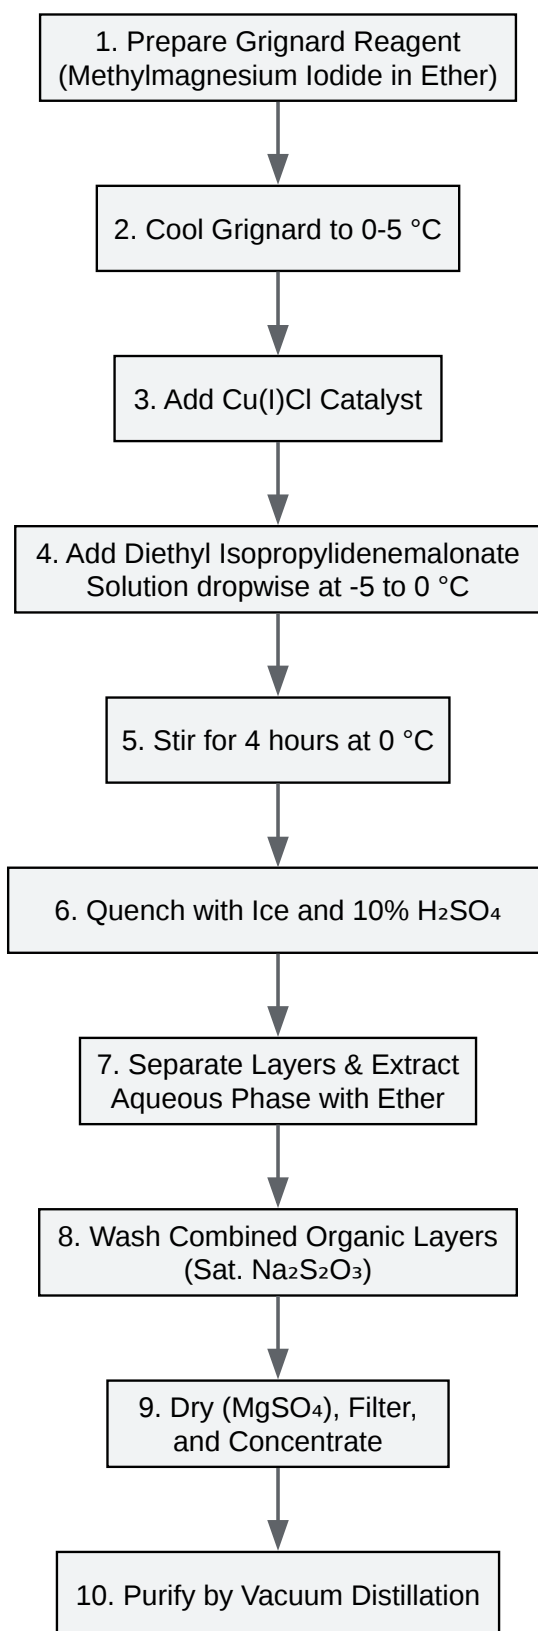 1. Prepare Grignard Reagent
(Methylmagnesium Iodide in Ether)
2. Cool Grignard to 0-5 °C
3. Add Cu(I)Cl Catalyst
4. Add Diethyl Isopropylidenemalonate
Solution dropwise at -5 to 0 °C
5. Stir for 4 hours at 0 °C
6. Quench with Ice and 10% H₂SO₄
7. Separate Layers & Extract
Aqueous Phase with Ether
8. Wash Combined Organic Layers
(Sat. Na₂S₂O₃)
9. Dry (MgSO₄), Filter,
and Concentrate
10. Purify by Vacuum Distillation